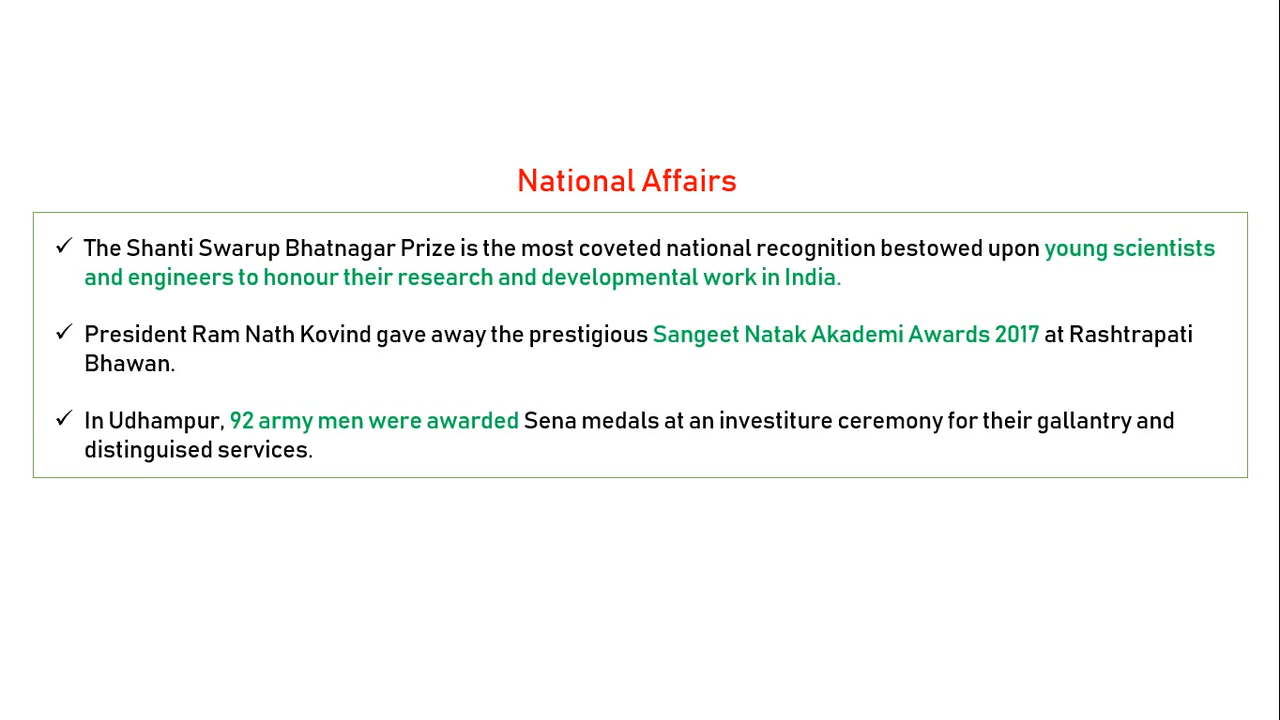 National Affairs
✓ The Shanti Swarup Bhatnagar Prize is the most coveted national recognition bestowed upon young scientists
and engineers to honour their research and developmental work in India.
✓ President Ram Nath Kovind gave away the prestigious Sangeet Natak Akademi Awards 2017 at Rashtrapati
Bhawan.
✓ In Udhampur, 92 army men were awarded Sena medals at an investiture ceremony for their gallantry and
distinguised services.